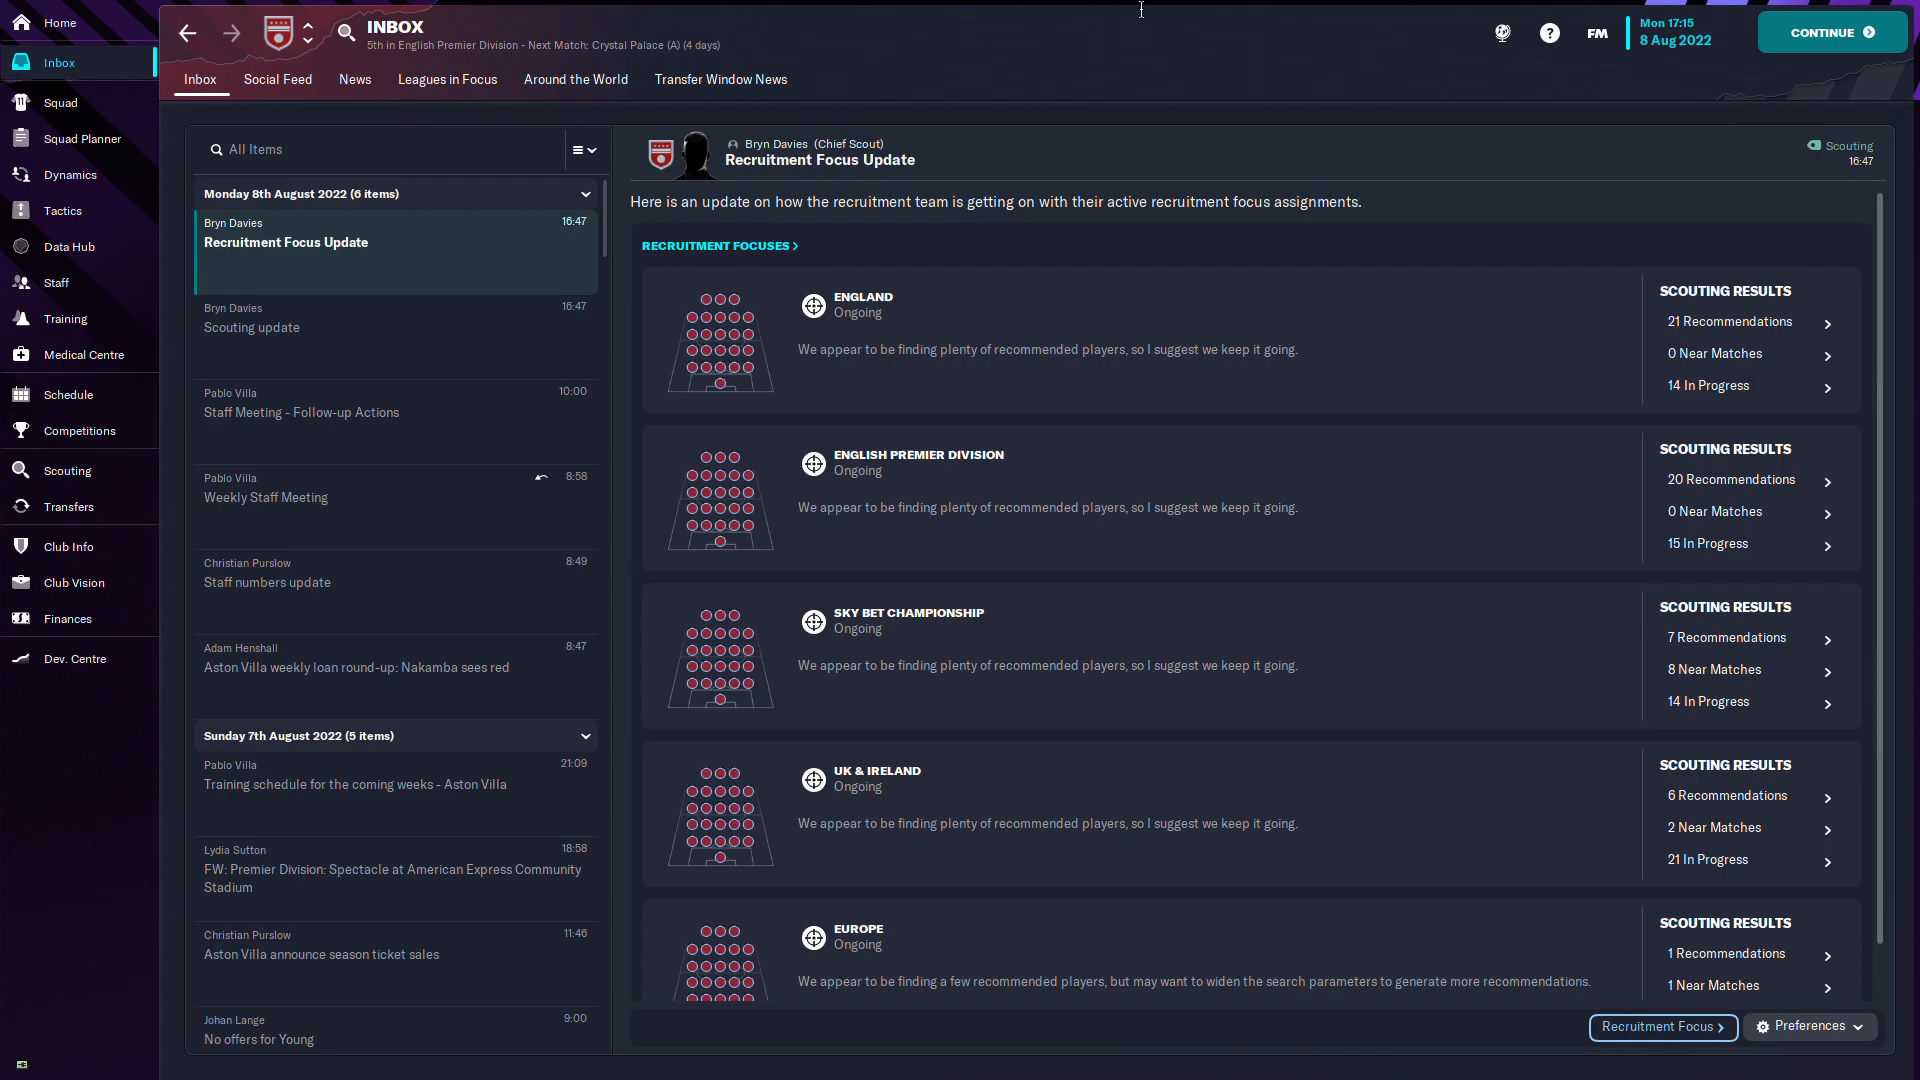 Home
Inbox
Squad
Squad Planner
Dynamics
Tactics
Data Hub
Staff
Training
Medical Centre
Schedule
Competitions
Scouting
Transfers
Club Info
Club Vision
Finances
Dev. Centre
INBOX
5th in English Premier Division - Next Match: Crystal Palace (A) (4 days)
?
FM
Mon 17:15
8 Aug 2022
CONTINUE
Inbox
Social Feed
News
Leagues in Focus
Around the World
Transfer Window News
All Items
Monday 8th August 2022 (6 items)
Bryn Davies 16:47
Recruitment Focus Update
Bryn Davies 16:47
Scouting update
Pablo Villa 10:00
Staff Meeting - Follow-up Actions
Pablo Villa 8:58
Weekly Staff Meeting
Christian Purslow 8:49
Staff numbers update
Adam Henshall 8:47
Aston Villa weekly loan round-up: Nakamba sees red
Sunday 7th August 2022 (5 items)
Pablo Villa 21:09
Training schedule for the coming weeks - Aston Villa
Lydia Sutton 18:58
FW: Premier Division: Spectacle at American Express Community
Stadium
Christian Purslow 11:46
Aston Villa announce season ticket sales
Johan Lange 9:00
No offers for Young
Bryn Davies (Chief Scout)
Recruitment Focus Update
Scouting
16:47
Here is an update on how the recruitment team is getting on with their active recruitment focus assignments.
RECRUITMENT FOCUSES >
ENGLAND
Ongoing
We appear to be finding plenty of recommended players, so I suggest we keep it going.
SCOUTING RESULTS
21 Recommendations
0 Near Matches
14 In Progress
ENGLISH PREMIER DIVISION
Ongoing
We appear to be finding plenty of recommended players, so I suggest we keep it going.
SCOUTING RESULTS
20 Recommendations
0 Near Matches
15 In Progress
SKY BET CHAMPIONSHIP
Ongoing
We appear to be finding plenty of recommended players, so I suggest we keep it going.
SCOUTING RESULTS
7 Recommendations
8 Near Matches
14 In Progress
UK & IRELAND
Ongoing
We appear to be finding plenty of recommended players, so I suggest we keep it going.
SCOUTING RESULTS
6 Recommendations
2 Near Matches
21 In Progress
EUROPE
Ongoing
We appear to be finding a few recommended players, but may want to widen the search parameters to generate more recommendations.
SCOUTING RESULTS
1 Recommendations
1 Near Matches
Recruitment Focus >
Preferences